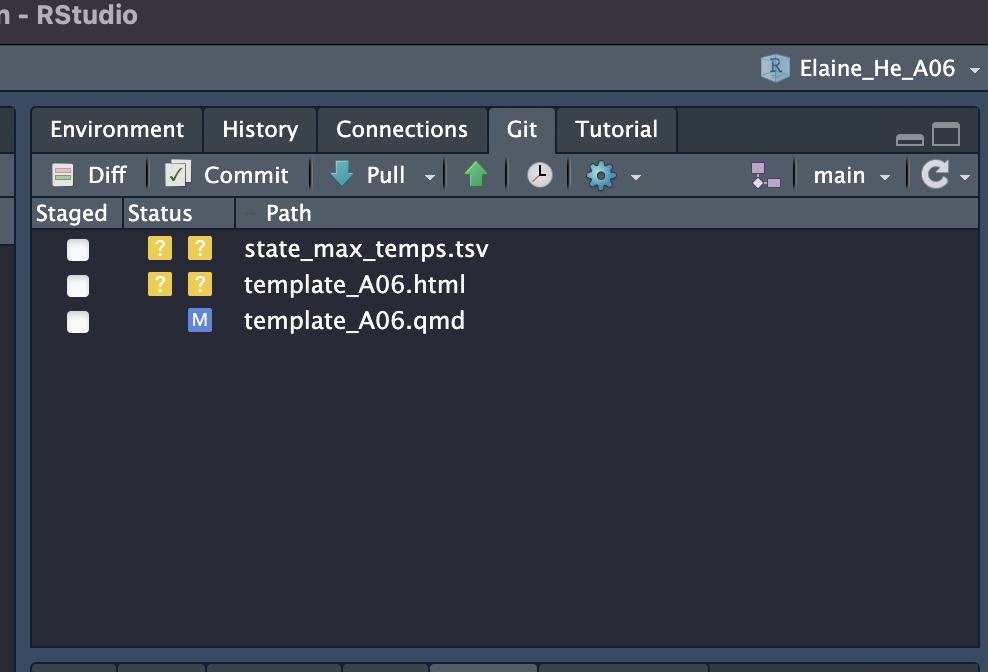 n - RStudio
Elaine_He_A06
Environment History Connections Git Tutorial
Diff Commit Pull main
Staged Status Path
? ? state_max_temps.tsv
? ? template_A06.html
M template_A06.qmd